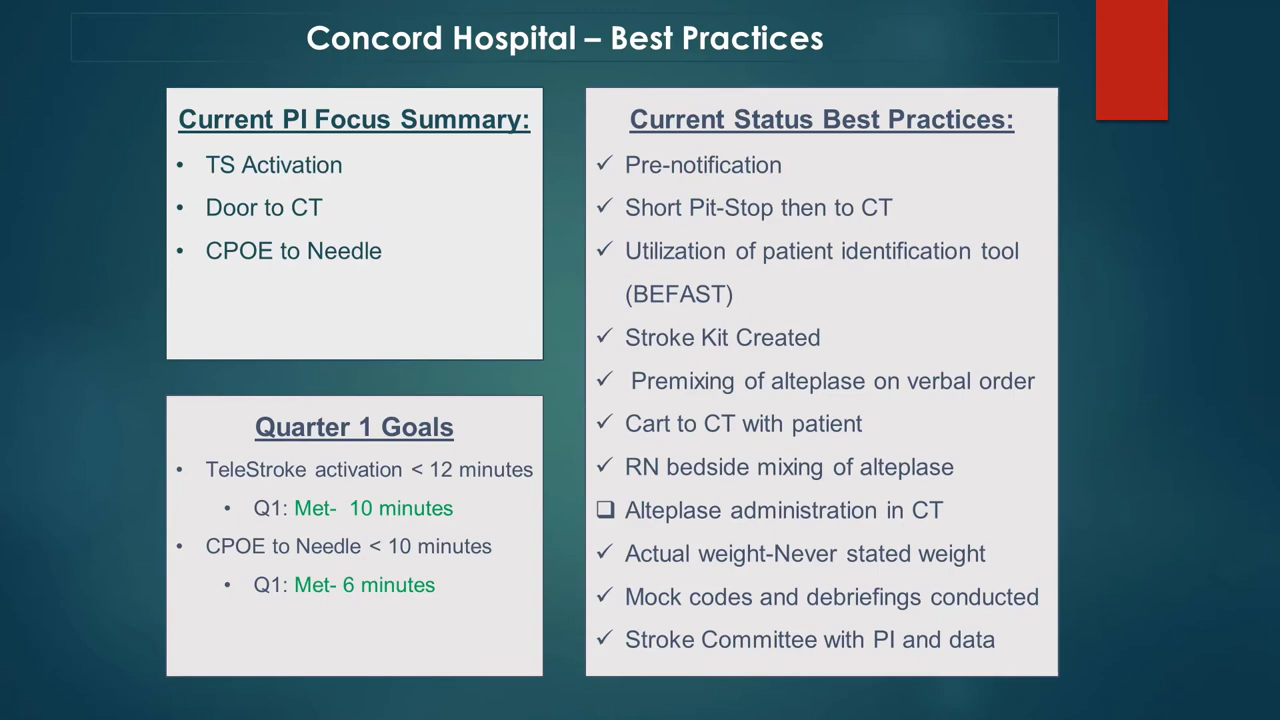 Concord Hospital – Best Practices
Current PI Focus Summary:
• TS Activation
• Door to CT
• CPOE to Needle
Quarter 1 Goals
• TeleStroke activation < 12 minutes
• Q1: Met- 10 minutes
• CPOE to Needle < 10 minutes
• Q1: Met- 6 minutes
Current Status Best Practices:
✓ Pre-notification
✓ Short Pit-Stop then to CT
✓ Utilization of patient identification tool
(BEFAST)
✓ Stroke Kit Created
✓ Premixing of alteplase on verbal order
✓ Cart to CT with patient
✓ RN bedside mixing of alteplase
❑ Alteplase administration in CT
✓ Actual weight-Never stated weight
✓ Mock codes and debriefings conducted
✓ Stroke Committee with PI and data